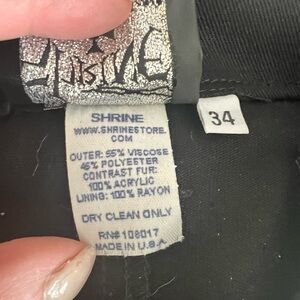 SHRINE
34
SHRINE
WWW.SHRINESTORE.
COM
OUTER: 55% VISCOSE
45% POLYESTER
CONTRAST FUR:
100% ACRYLIC
LINING: 100% RAYON
DRY CLEAN ONLY
RN# 108017
MADE IN U.S.A